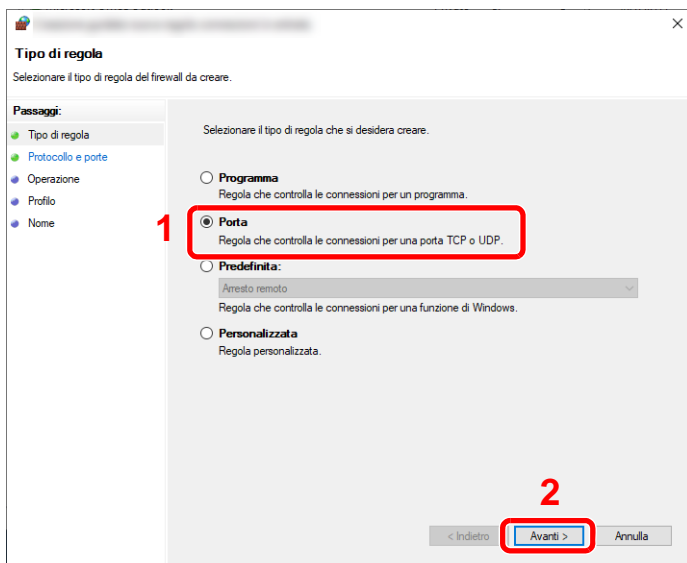 Tipo di regola
Selezionare il tipo di regola del firewall da creare.
Passaggi:
Tipo di regola
Protocollo e porte
Operazione
Profilo
Nome
Selezionare il tipo di regola che si desidera creare.
Programma
Regola che controlla le connessioni per un programma.
1
Porta
Regola che controlla le connessioni per una porta TCP o UDP.
Predefinita:
Arresto remoto
Regola che controlla le connessioni per una funzione di Windows.
Personalizzata
Regola personalizzata.
2
< Indietro
Avanti >
Annulla